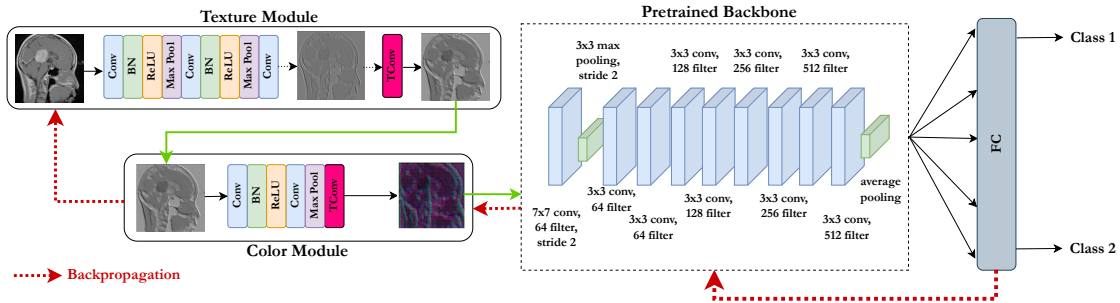 Texture Module
Conv
BN
ReLU
Max Pool
Conv
BN
ReLU
Max Pool
Conv
TConv
Color Module
Conv
BN
ReLU
Conv
Max Pool
TConv
Backpropagation
Pretrained Backbone
3x3 max
pooling,
stride 2
3x3 conv,
128 filter
3x3 conv,
256 filter
3x3 conv,
512 filter
7x7 conv,
64 filter,
stride 2
3x3 conv,
64 filter
3x3 conv,
64 filter
3x3 conv,
128 filter
3x3 conv,
256 filter
3x3 conv,
512 filter
average
pooling
FC
Class 1
Class 2